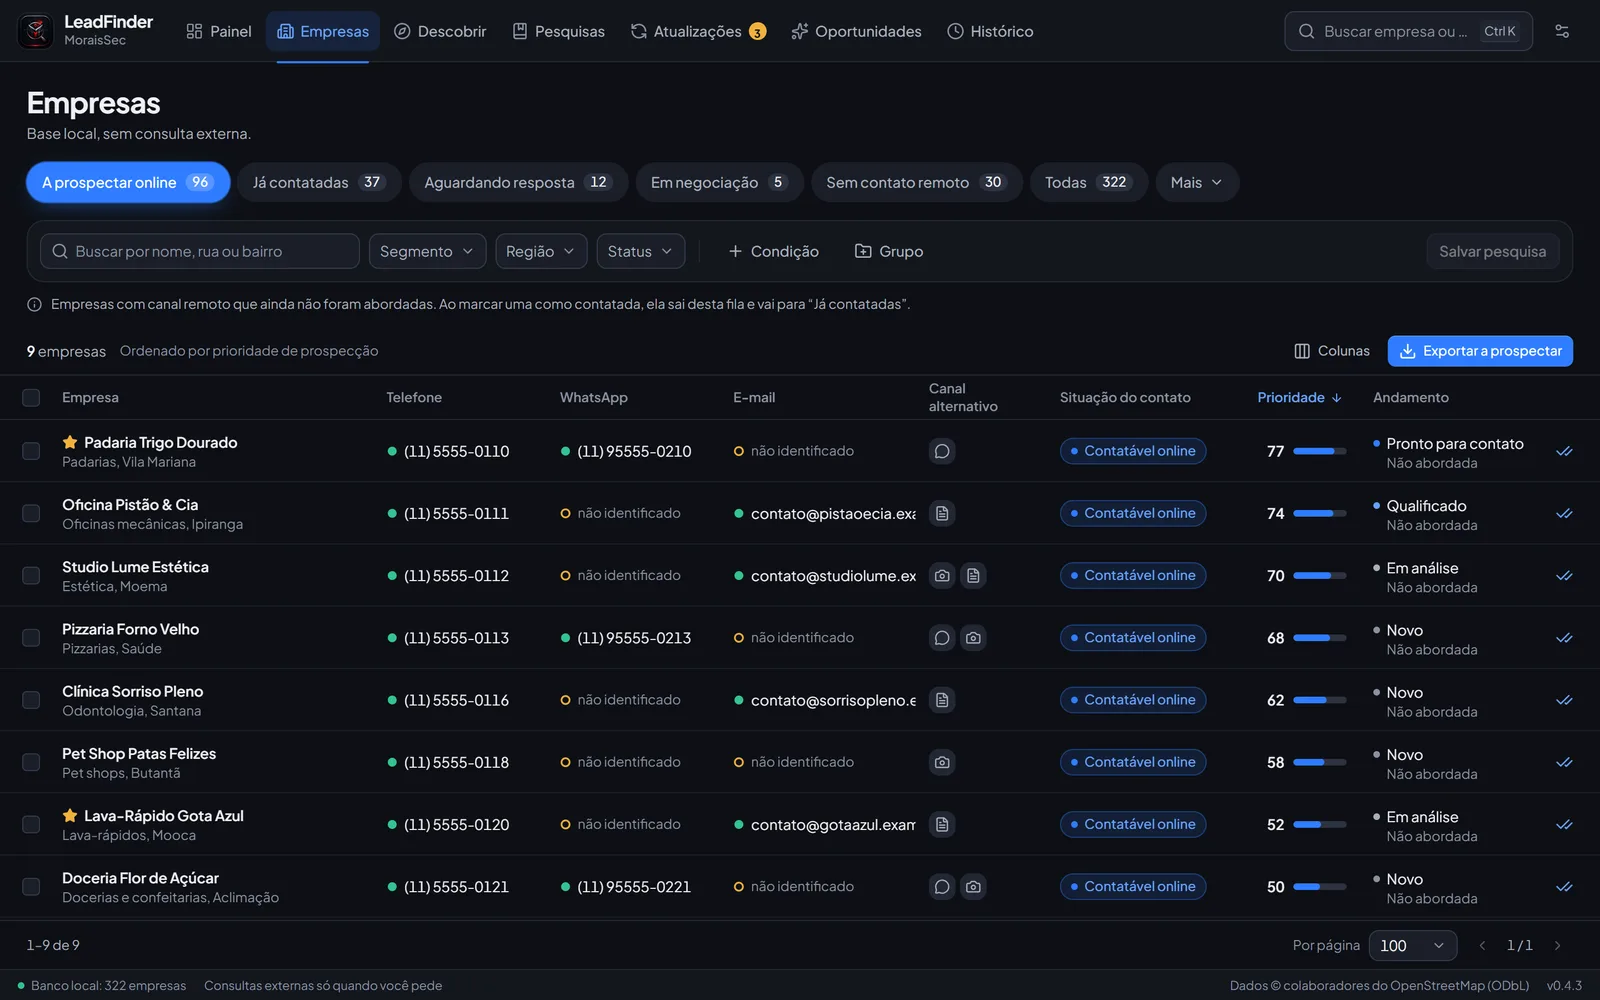 LeadFinder
MoraisSec
Painel
Empresas
Descobrir
Pesquisas
Atualizações 3
Oportunidades
Histórico
Buscar empresa ou ... Ctrl K
Empresas
Base local, sem consulta externa.
A prospectar online 96
Já contatadas 37
Aguardando resposta 12
Em negociação 5
Sem contato remoto 30
Todas 322
Mais
Buscar por nome, rua ou bairro
Segmento
Região
Status
Condição
Grupo
Salvar pesquisa
Empresas com canal remoto que ainda não foram abordadas. Ao marcar uma como contatada, ela sai desta fila e vai para “Já contatadas”.
9 empresas Ordenado por prioridade de prospecção
Colunas
Exportar a prospectar
Empresa Telefone WhatsApp E-mail Canal alternativo Situação do contato Prioridade Andamento
Padaria Trigo Dourado
Padarias, Vila Mariana
(11) 5555-0110 (11) 95555-0210 não identificado Contatável online 77 Pronto para contato
Não abordada
Oficina Pistão & Cia
Oficinas mecânicas, Ipiranga
(11) 5555-0111 não identificado contato@pistaoecia.exa Contatável online 74 Qualificado
Não abordada
Studio Lume Estética
Estética, Moema
(11) 5555-0112 não identificado contato@studiolume.ex Contatável online 70 Em análise
Não abordada
Pizzaria Forno Velho
Pizzarias, Saúde
(11) 5555-0113 (11) 95555-0213 não identificado Contatável online 68 Novo
Não abordada
Clínica Sorriso Pleno
Odontologia, Santana
(11) 5555-0116 não identificado contato@sorrisopleno.e Contatável online 62 Novo
Não abordada
Pet Shop Patas Felizes
Pet shops, Butantã
(11) 5555-0118 não identificado não identificado Contatável online 58 Novo
Não abordada
Lava-Rápido Gota Azul
Lava-rápidos, Mooca
(11) 5555-0120 não identificado contato@gotaazul.exam Contatável online 52 Em análise
Não abordada
Doceria Flor de Açúcar
Docerias e confeitarias, Aclimação
(11) 5555-0121 (11) 95555-0221 não identificado Contatável online 50 Novo
Não abordada
1–9 de 9
Por página 100 1 / 1
Banco local: 322 empresas Consultas externas só quando você pede
Dados © colaboradores do OpenStreetMap (ODbL) v0.4.3